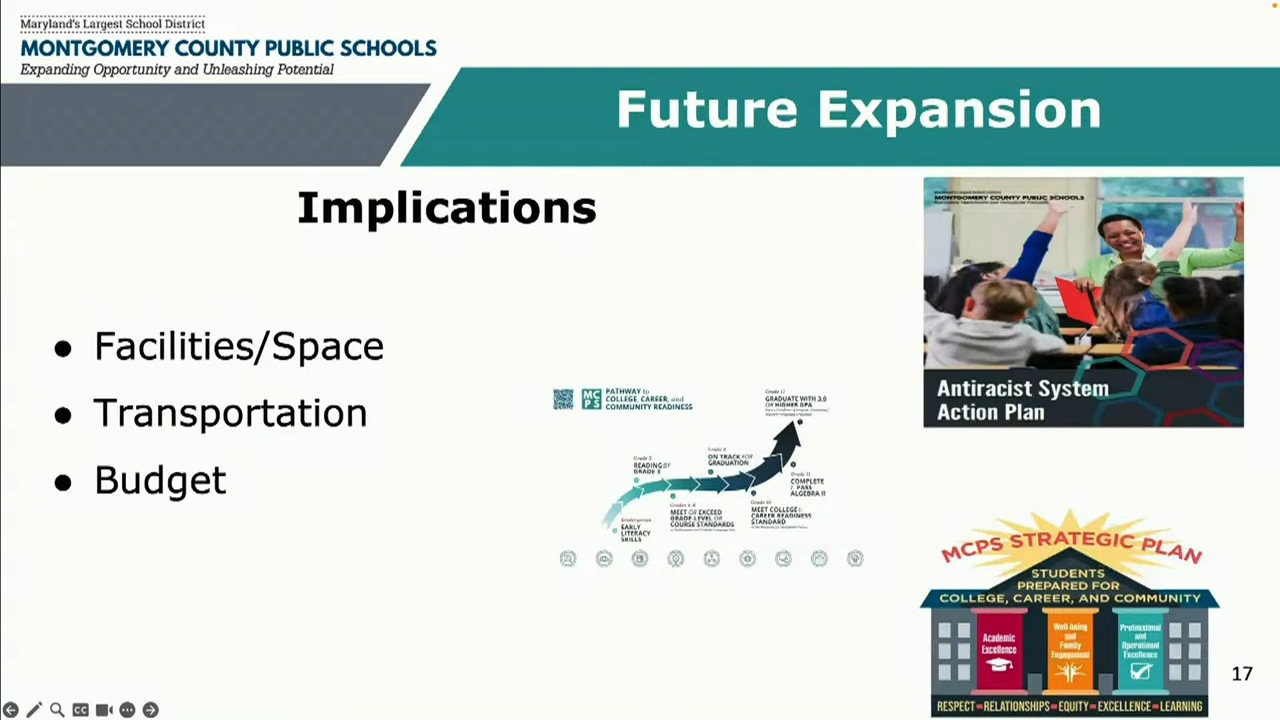 Maryland's Largest School District
MONTGOMERY COUNTY PUBLIC SCHOOLS
Expanding Opportunity and Unleashing Potential
Future Expansion
Implications
● Facilities/Space
● Transportation
● Budget
MONTGOMERY COUNTY PUBLIC SCHOOLS
Antiracist System
Action Plan
MCPS
PATHWAY to
COLLEGE, CAREER, and
COMMUNITY READINESS
Grade 12
GRADUATE WITH 3.0
OR HIGHER GPA
Grade 3
READING BY
GRADE 3
Grade 9
ON TRACK FOR
GRADUATION
Grade 11
COMPLETE
& PASS
ALGEBRA II
Kindergarten
EARLY
LITERACY
SKILLS
Grades 4-8
MEET OR EXCEED
GRADE-LEVEL OR
COURSE STANDARDS
Grade 10
MEET COLLEGE &
CAREER READINESS
STANDARD
MCPS STRATEGIC PLAN
STUDENTS
PREPARED FOR
COLLEGE, CAREER, AND COMMUNITY
Academic
Excellence
Well-being
and
Family
Engagement
Professional
and
Operational
Excellence
RESPECT=RELATIONSHIPS=EQUITY=EXCELLENCE=LEARNING
17
CC